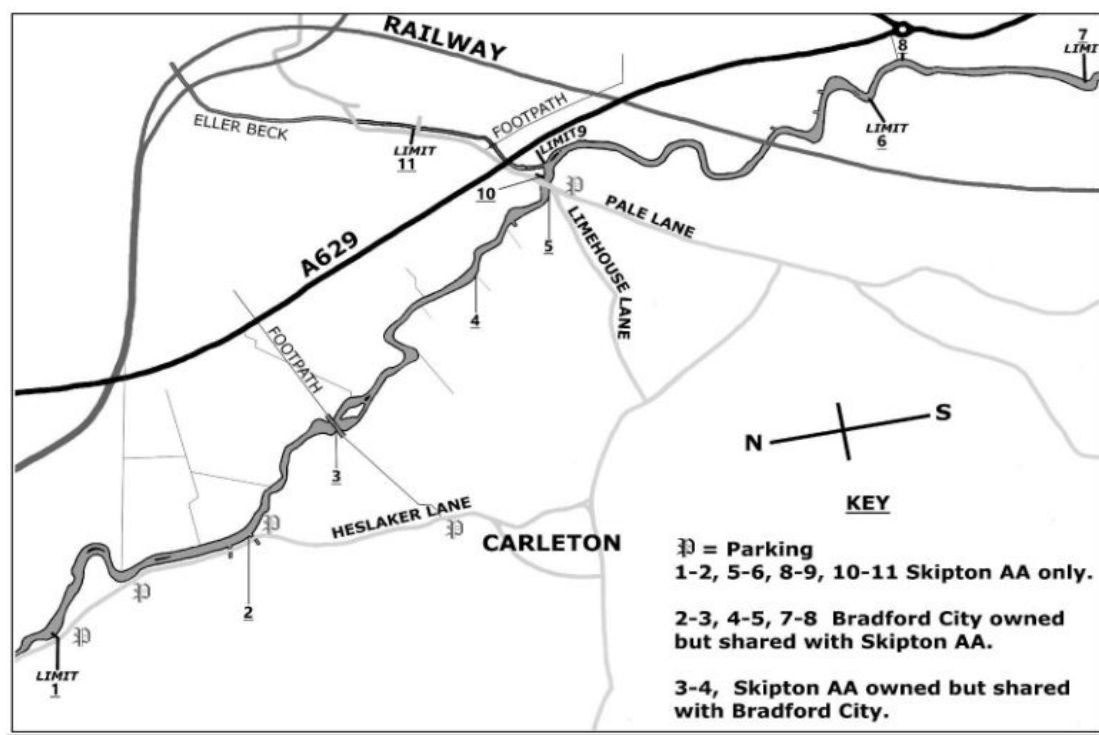 RAILWAY
8
7
LIMIT
ELLER BECK
FOOTPATH
LIMIT
6
LIMIT
11
LIMIT9
10
P
PALE LANE
5
LIMEHOUSE LANE
A629
4
FOOTPATH
N S
3
KEY
HESLAKER LANE
P
P
CARLETON
P = Parking
1-2, 5-6, 8-9, 10-11 Skipton AA only.
P
2
2-3, 4-5, 7-8 Bradford City owned
but shared with Skipton AA.
P
LIMIT
1
3-4, Skipton AA owned but shared
with Bradford City.